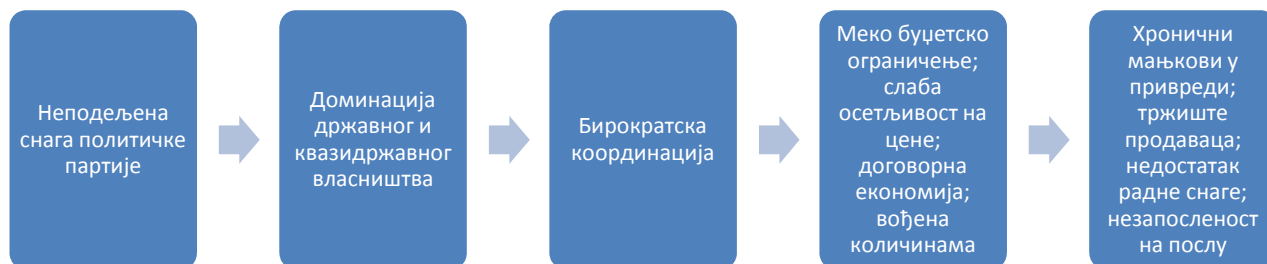 Неподељена
снага политичке
партије
Доминација
државног и
квазидржавног
власништва
Бирократска
координација
Меко буџетско
ограничење;
слаба
осетљивост на
цене;
договорна
економија;
вођена
количинама
Хронични
мањкови у
привреди;
тржиште
продаваца;
недостатак
радне снаге;
незапосленост
на послу